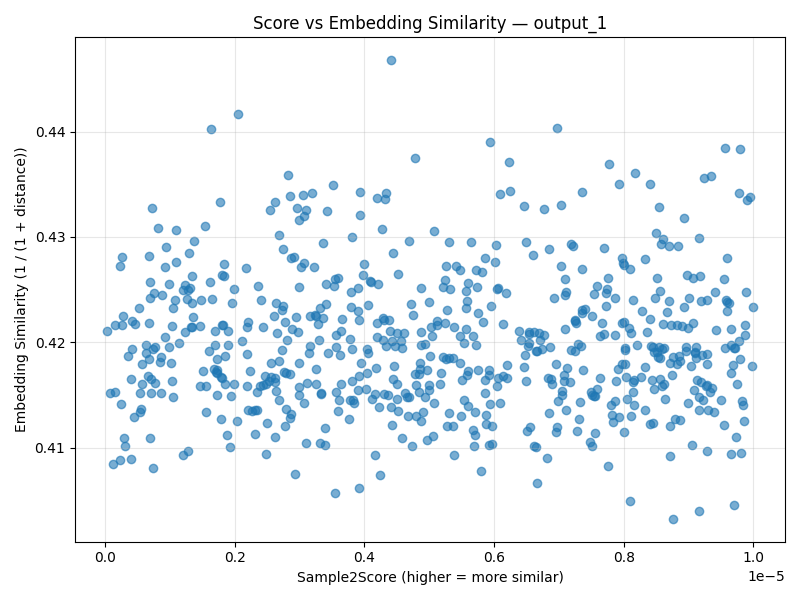 Score vs Embedding Similarity — output_1
Embedding Similarity (1 / (1 + distance))
0.44
0.43
0.42
0.41
0.0 0.2 0.4 0.6 0.8 1.0
1e−5
Sample2Score (higher = more similar)